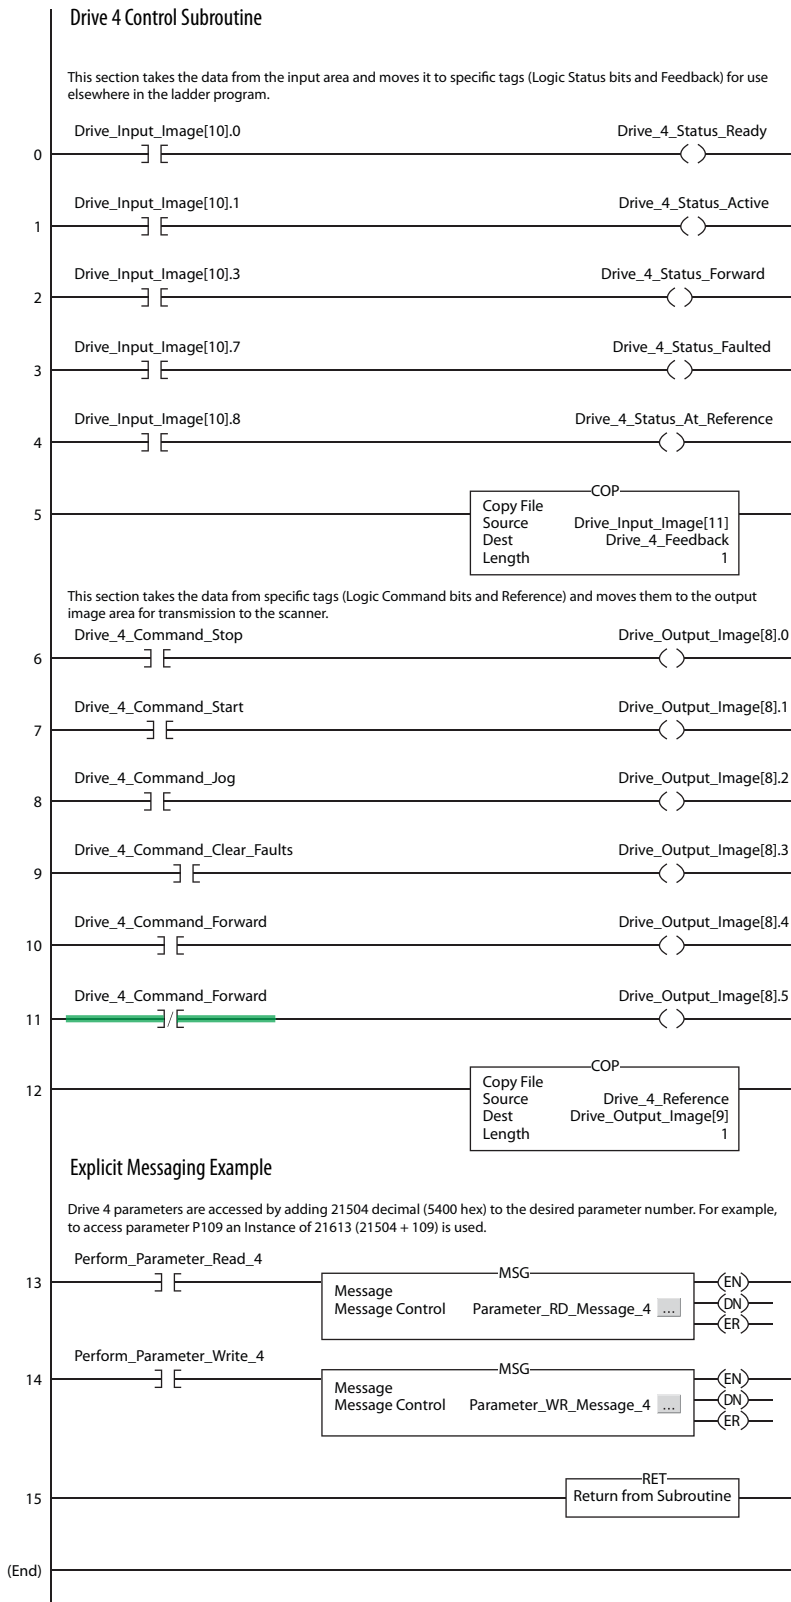 Drive 4 Control Subroutine
This section takes the data from the input area and moves it to specific tags (Logic Status bits and Feedback) for use
elsewhere in the ladder program.
Drive_Input_Image[10].0 Drive_4_Status_Ready
0
Drive_Input_Image[10].1 Drive_4_Status_Active
1
Drive_Input_Image[10].3 Drive_4_Status_Forward
2
Drive_Input_Image[10].7 Drive_4_Status_Faulted
3
Drive_Input_Image[10].8 Drive_4_Status_At_Reference
4
COP
Copy File
5
Source Drive_Input_Image[11]
Dest Drive_4_Feedback
Length 1
This section takes the data from specific tags (Logic Command bits and Reference) and moves them to the output
image area for transmission to the scanner.
Drive_4_Command_Stop Drive_Output_Image[8].0
6
Drive_4_Command_Start Drive_Output_Image[8].1
7
Drive_4_Command_Jog Drive_Output_Image[8].2
8
Drive_4_Command_Clear_Faults Drive_Output_Image[8].3
9
Drive_4_Command_Forward Drive_Output_Image[8].4
10
Drive_4_Command_Forward Drive_Output_Image[8].5
11
COP
Copy File
12
Source Drive_4_Reference
Dest Drive_Output_Image[9]
Length 1
Explicit Messaging Example
Drive 4 parameters are accessed by adding 21504 decimal (5400 hex) to the desired parameter number. For example,
to access parameter P109 an Instance of 21613 (21504 + 109) is used.
Perform_Parameter_Read_4
13
MSG
Message
Message Control Parameter_RD_Message_4 ...
EN
DN
ER
Perform_Parameter_Write_4
14
MSG
Message
Message Control Parameter_WR_Message_4 ...
EN
DN
ER
RET
15
Return from Subroutine
(End)